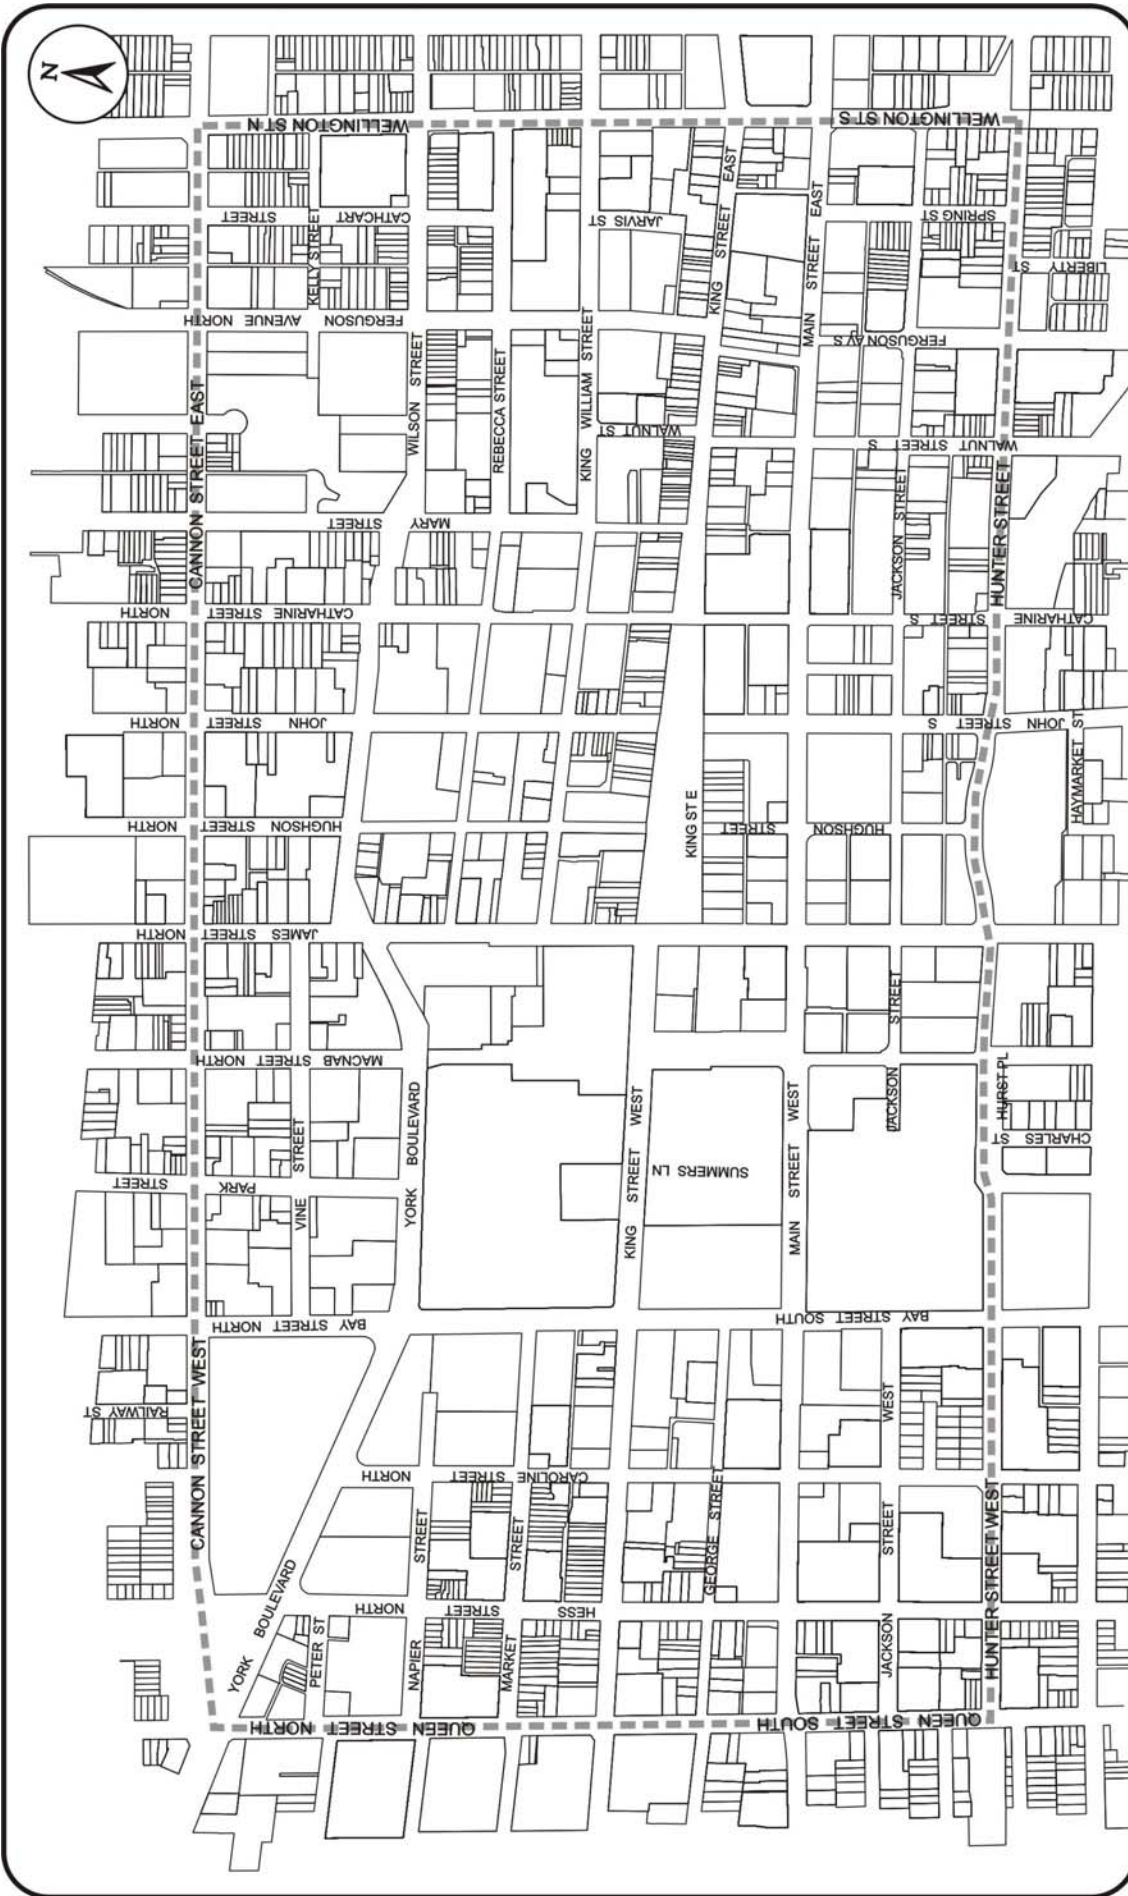 N
WELLINGTON ST N
WELLINGTON ST S
STREET
CATHCART
KELLY STREET
JARVIS ST
KING STREET EAST
MAIN STREET EAST
SPRING ST
LIBERTY ST
FERGUSON AVENUE NORTH
FERGUSON AV S
CANNON STREET EAST
WILSON STREET
REBECCA STREET
KING WILLIAM STREET
WALNUT ST
WALNUT STREET S
JACKSON STREET
HUNTER STREET
MARY STREET
CATHARINE STREET NORTH
CATHARINE STREET S
JOHN STREET NORTH
JOHN STREET S
HAYMARKET ST
HUGHSON STREET NORTH
KING ST E
HUGHSON STREET
JAMES STREET NORTH
STREET
JACKSON
MACNAB STREET NORTH
HURST PL
CHARLES ST
YORK BOULEVARD
VINE STREET
PARK
STREET
KING STREET WEST
SUMMERS LN
MAIN STREET WEST
BAY STREET NORTH
BAY STREET SOUTH
CANNON STREET WEST
RAILWAY ST
CAROLINE STREET NORTH
WEST
STREET
JACKSON
NAPIER STREET
MARKET STREET
GEORGE STREET
HUNTER STREET WEST
HESS STREET NORTH
YORK BOULEVARD
PETER ST
QUEEN STREET NORTH
QUEEN STREET SOUTH